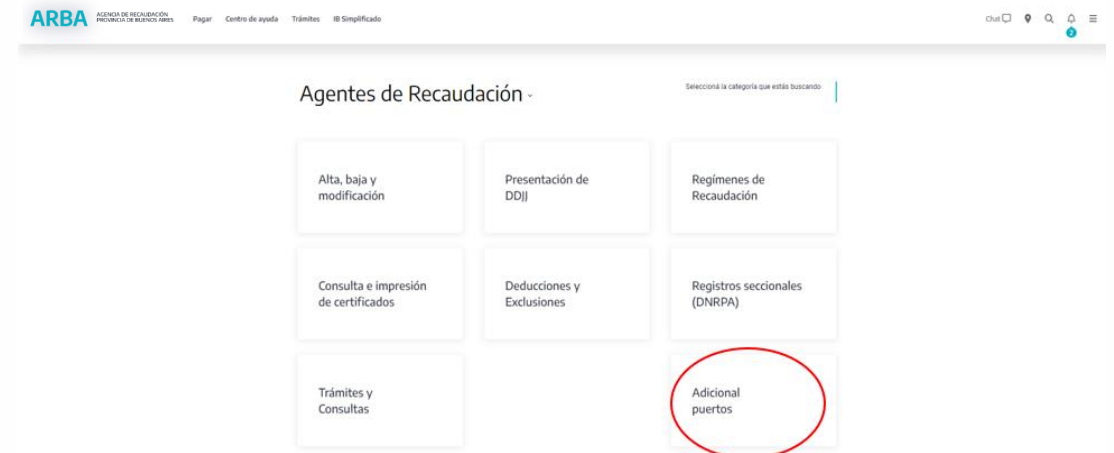 ARBA AGENCIA DE RECAUDACIÓN
PROVINCIA DE BUENOS AIRES
Pagar Centro de ayuda Trámites IB Simplificado
Chat
2
Agentes de Recaudación
Seleccioná la categoría que estás buscando
Alta, baja y
modificación
Presentación de
DDJJ
Regímenes de
Recaudación
Consulta e impresión
de certificados
Deducciones y
Exclusiones
Registros seccionales
(DNRPA)
Trámites y
Consultas
Adicional
puertos